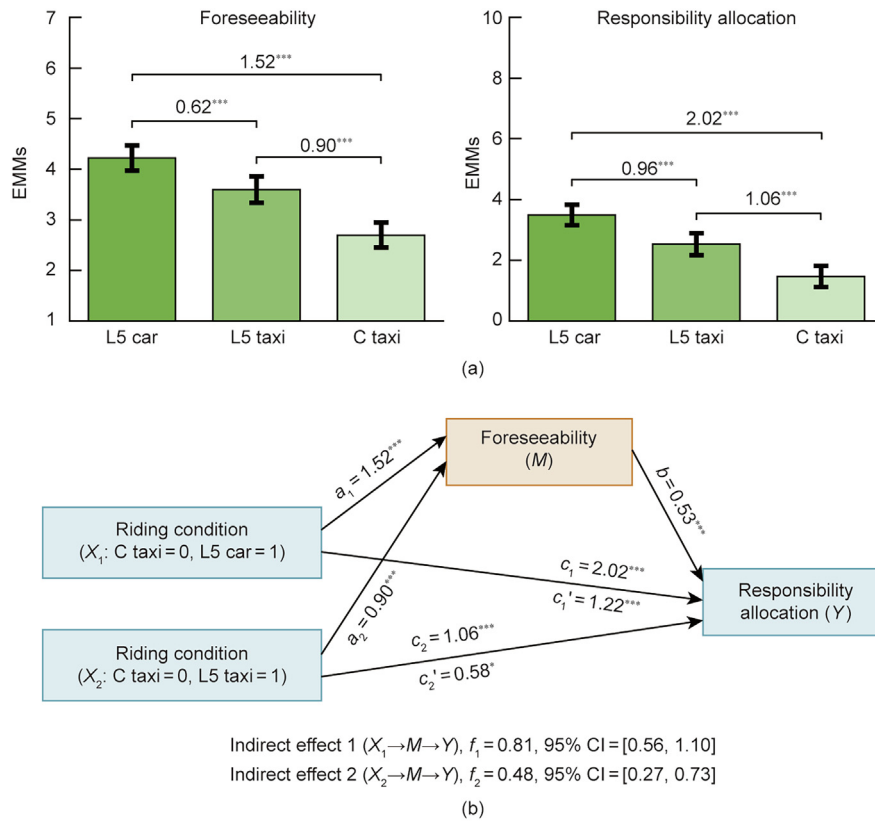 Foreseeability
7
6
5
4
3
2
1
EMMs
1.52***
0.62***
0.90***
L5 car L5 taxi C taxi
Responsibility allocation
10
8
6
4
2
0
EMMs
2.02***
0.96***
1.06***
L5 car L5 taxi C taxi
(a)
Foreseeability
(M)
a₁ = 1.52***
b = 0.53***
Riding condition
(X₁: C taxi = 0, L5 car = 1)
c₁ = 2.02***
c₁' = 1.22***
Responsibility
allocation (Y)
a₂ = 0.90***
Riding condition
(X₂: C taxi = 0, L5 taxi = 1)
c₂ = 1.06***
c₂' = 0.58*
Indirect effect 1 (X₁→M→Y), f₁ = 0.81, 95% CI = [0.56, 1.10]
Indirect effect 2 (X₂→M→Y), f₂ = 0.48, 95% CI = [0.27, 0.73]
(b)